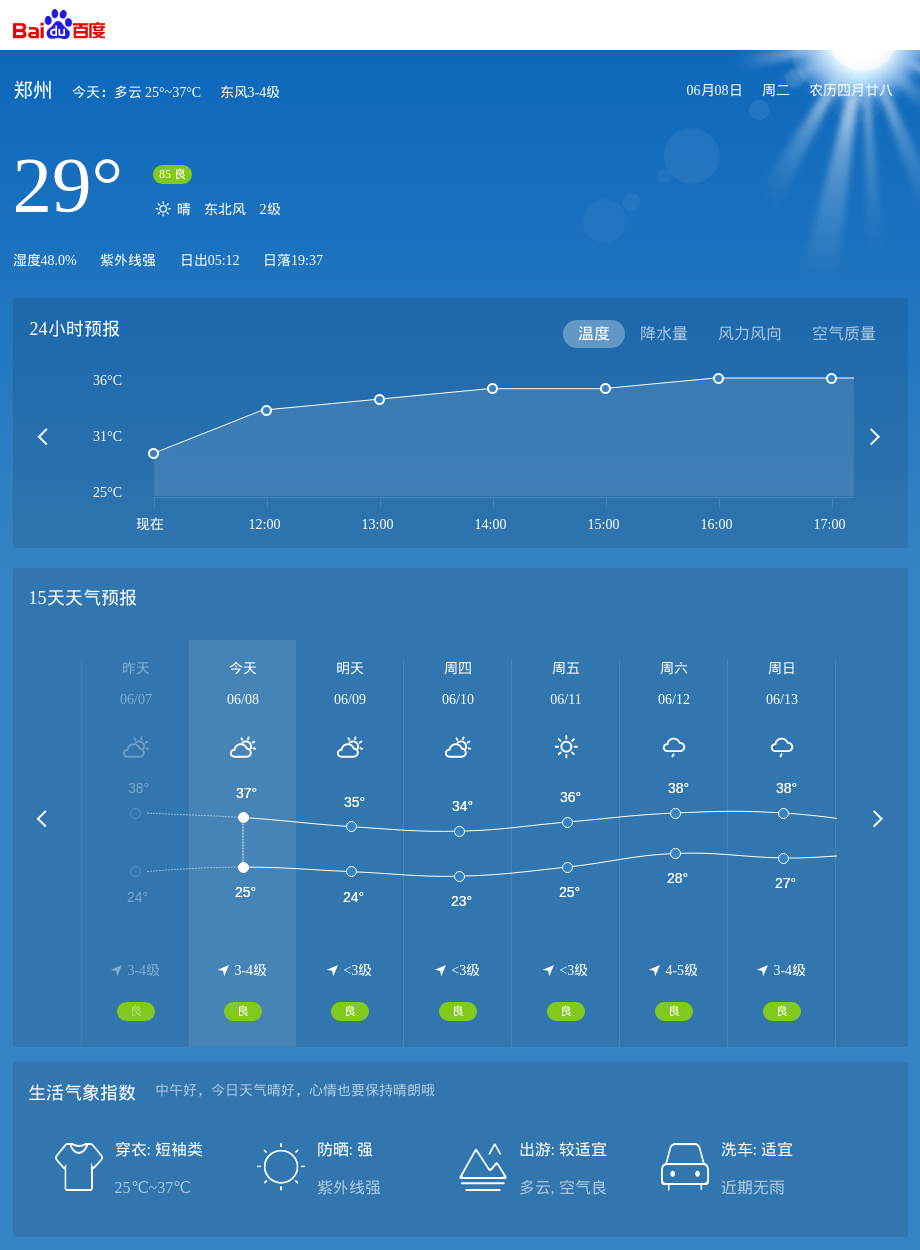 Baidu百度
郑州 今天：多云 25°~37°C 东风3-4级 06月08日 周二 农历四月廿八
29°
85 良
晴 东北风 2级
湿度48.0% 紫外线强 日出05:12 日落19:37
24小时预报 温度 降水量 风力风向 空气质量
36°C
31°C
25°C
现在 12:00 13:00 14:00 15:00 16:00 17:00
15天天气预报
昨天 今天 明天 周四 周五 周六 周日
06/07 06/08 06/09 06/10 06/11 06/12 06/13
38° 37° 35° 34° 36° 38° 38°
24° 25° 24° 23° 25° 28° 27°
3-4级 3-4级 <3级 <3级 <3级 4-5级 3-4级
良 良 良 良 良 良 良
生活气象指数 中午好，今日天气晴好，心情也要保持晴朗哦
穿衣: 短袖类 防晒: 强 出游: 较适宜 洗车: 适宜
25℃~37℃ 紫外线强 多云, 空气良 近期无雨